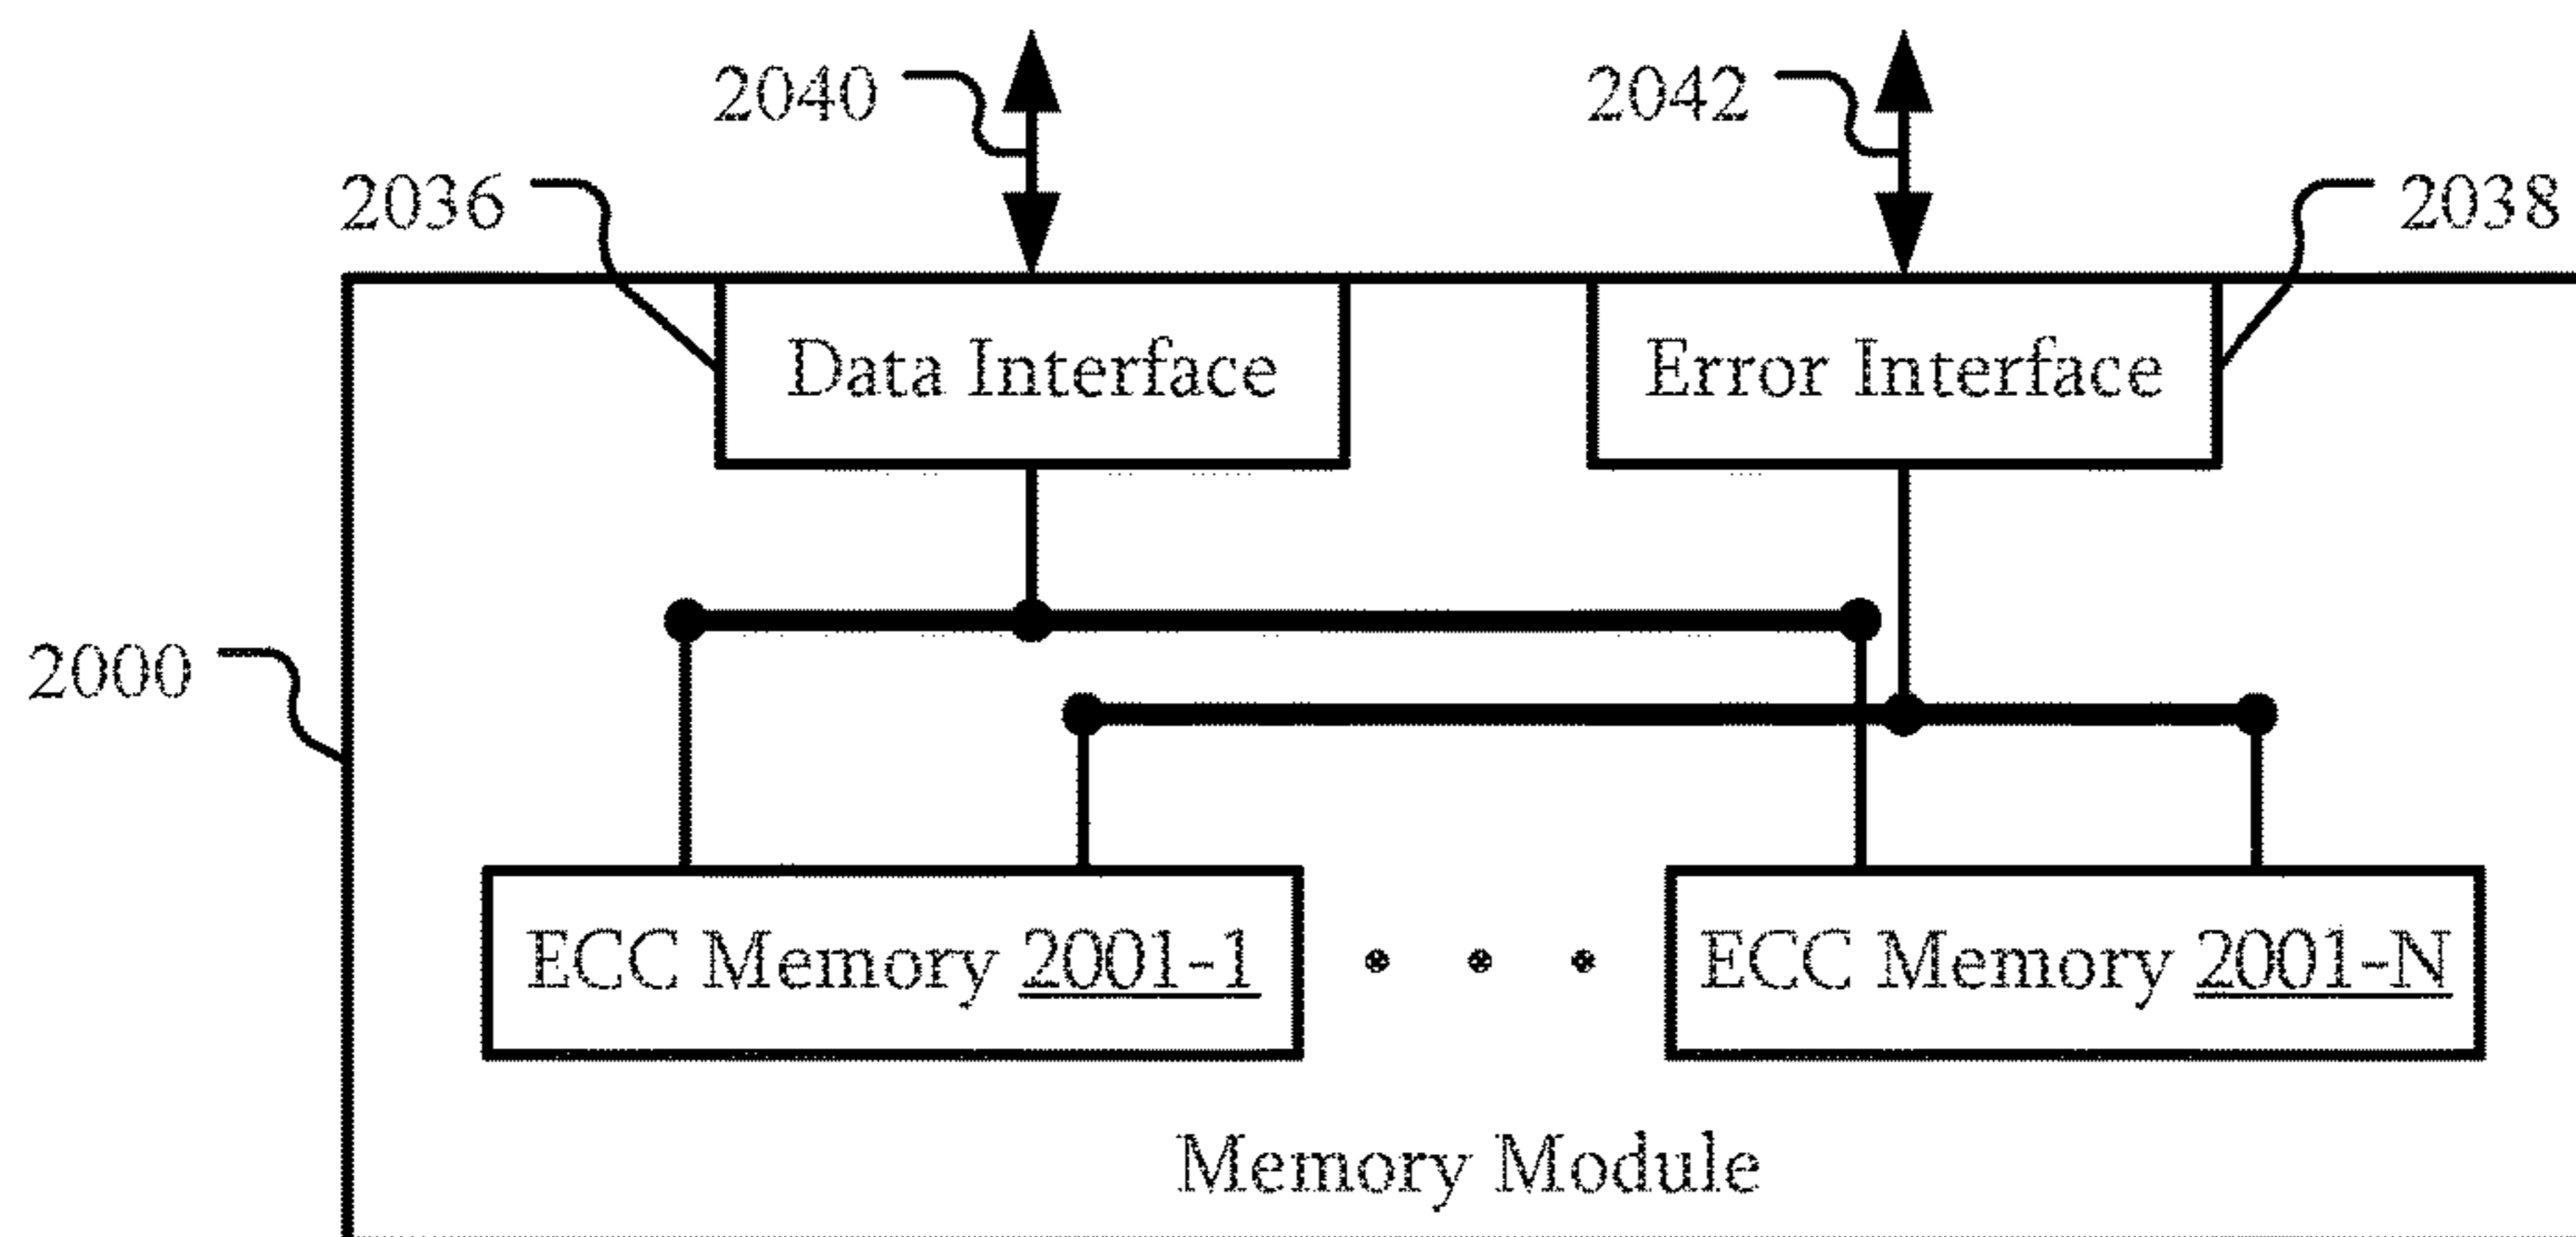 2040
2042
2036
2038
Data Interface
Error Interface
2000
ECC Memory 2001-1
ECC Memory 2001-N
Memory Module